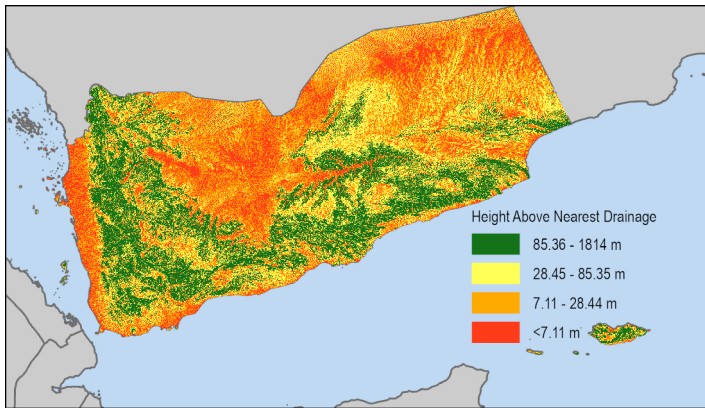 Height Above Nearest Drainage
85.36 - 1814 m
28.45 - 85.35 m
7.11 - 28.44 m
<7.11 m